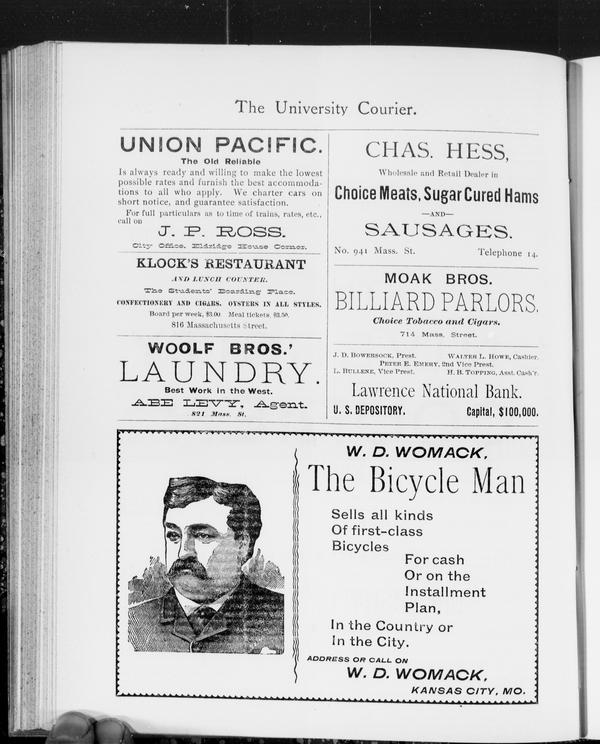 The University Courier.
UNION PACIFIC.
The Old Reliable
Is always ready and willing to make the lowest
possible rates and furnish the best accommoda-
tions to all who apply. We charter cars on
short notice, and guarantee satisfaction.
For full particulars as to time of trains, rates, etc.,
call on
J. P. ROSS.
City Office, Eldridge House Corner.
KLOCK'S RESTAURANT
AND LUNCH COUNTER.
The Students' Boarding Place.
CONFECTIONERY AND CIGARS. OYSTERS IN ALL STYLES.
Board per week, $3.00. Meal tickets, $3.50.
816 Massachusetts Street.
WOOLF BROS.'
LAUNDRY.
Best Work in the West.
ABE LEVY, Agent.
821 Mass. St.
CHAS. HESS,
Wholesale and Retail Dealer in
Choice Meats, Sugar Cured Hams
—AND—
SAUSAGES.
No. 941 Mass. St. Telephone 14.
MOAK BROS.
BILLIARD PARLORS,
Choice Tobacco and Cigars.
714 Mass. Street.
J. D. BOWERSOCK, Prest. WALTER L. HOWE, Cashier.
PETER E. EMERY, 2nd Vice Prest.
L. BULLENE, Vice Prest. H. B. TOPPING, Asst. Cash'r.
Lawrence National Bank.
U. S. DEPOSITORY. Capital, $100,000.
W. D. WOMACK,
The Bicycle Man
Sells all kinds
Of first-class
Bicycles
For cash
Or on the
Installment
Plan,
In the Country or
In the City.
ADDRESS OR CALL ON
W. D. WOMACK,
KANSAS CITY, MO.